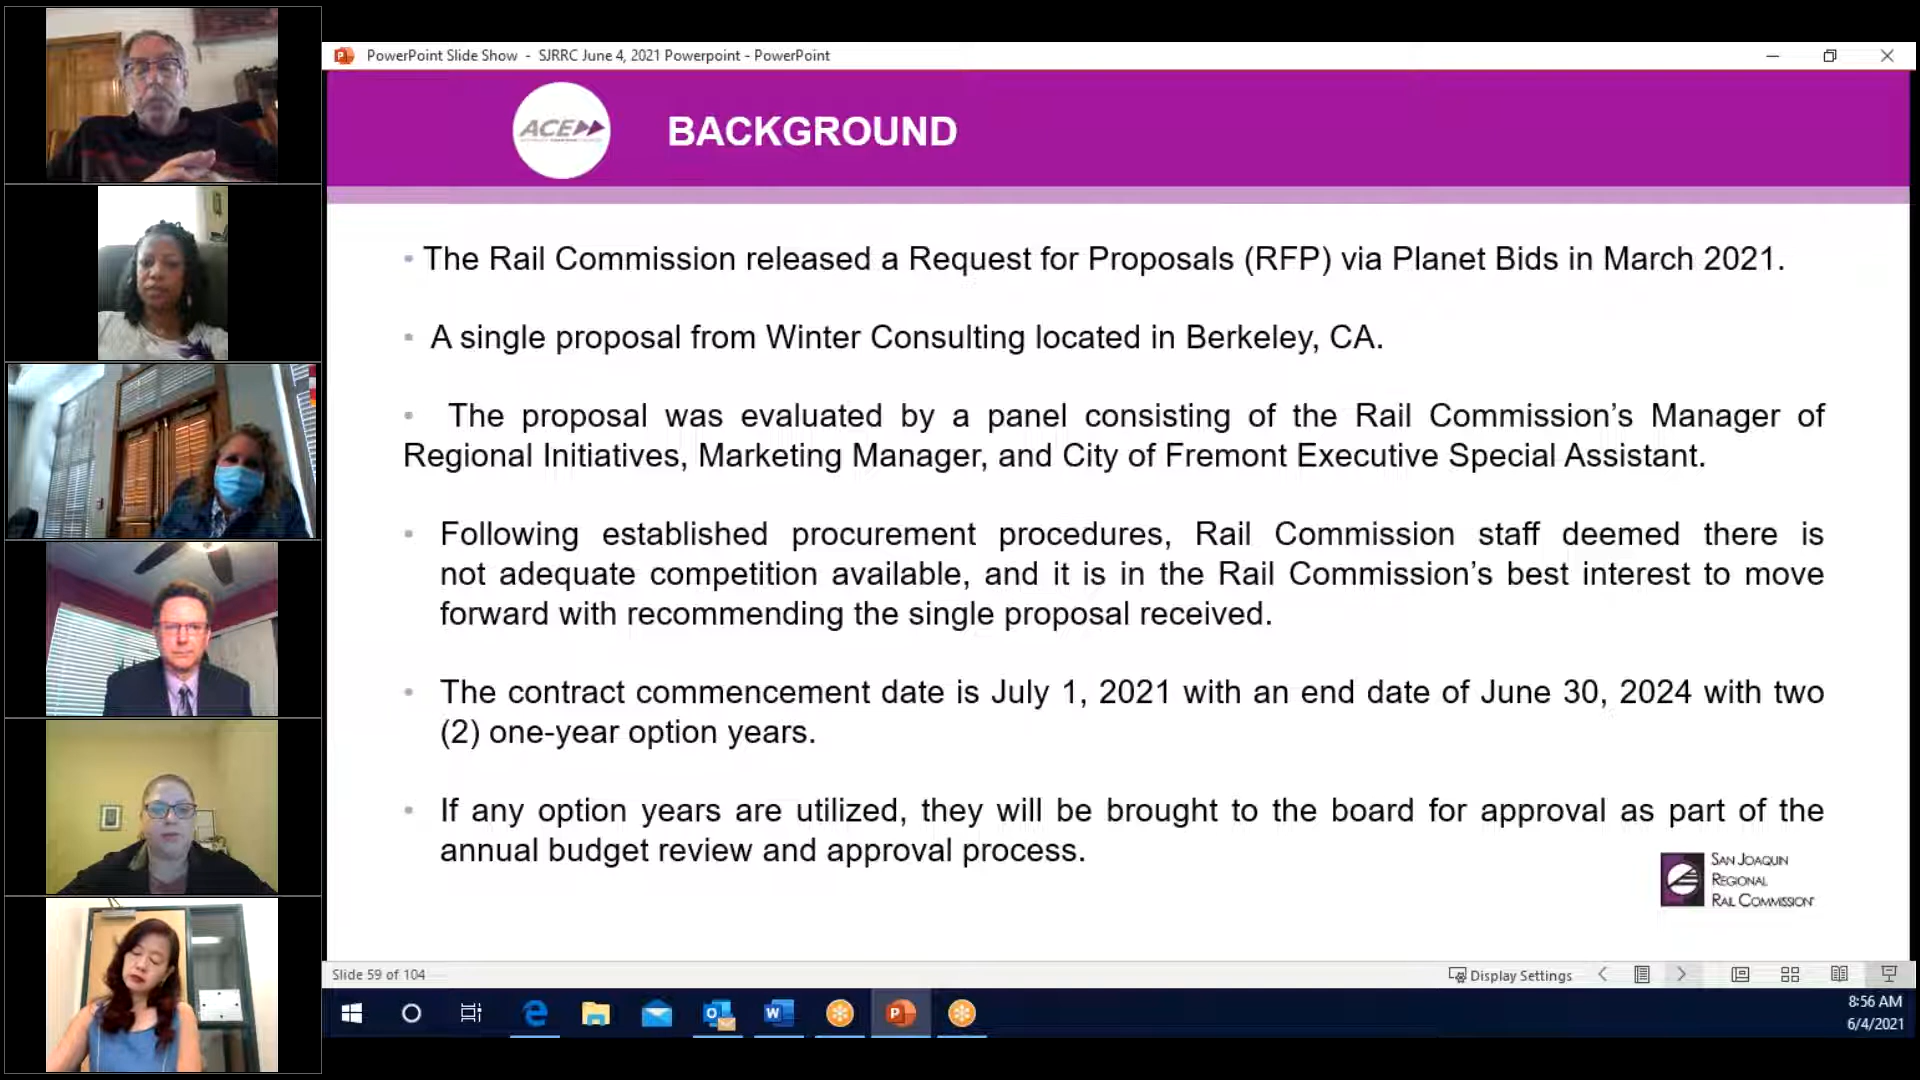 PowerPoint Slide Show - SJRRC June 4, 2021 Powerpoint - PowerPoint
ACE
BACKGROUND
• The Rail Commission released a Request for Proposals (RFP) via Planet Bids in March 2021.
• A single proposal from Winter Consulting located in Berkeley, CA.
• The proposal was evaluated by a panel consisting of the Rail Commission’s Manager of
Regional Initiatives, Marketing Manager, and City of Fremont Executive Special Assistant.
• Following established procurement procedures, Rail Commission staff deemed there is
not adequate competition available, and it is in the Rail Commission’s best interest to move
forward with recommending the single proposal received.
• The contract commencement date is July 1, 2021 with an end date of June 30, 2024 with two
(2) one-year option years.
• If any option years are utilized, they will be brought to the board for approval as part of the
annual budget review and approval process.
SAN JOAQUIN
REGIONAL
RAIL COMMISSION
Slide 59 of 104
Display Settings
8:56 AM
6/4/2021